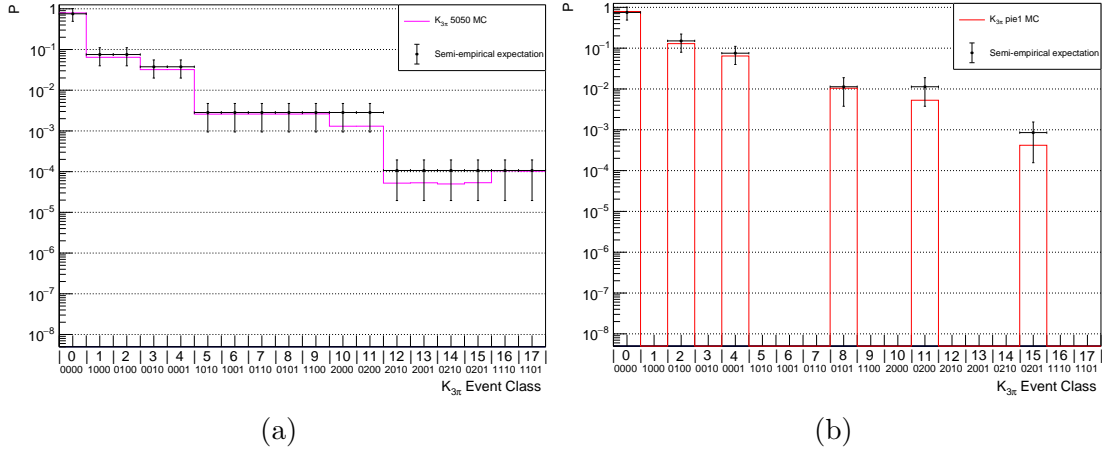 P
1
10⁻¹
10⁻²
10⁻³
10⁻⁴
10⁻⁵
10⁻⁶
10⁻⁷
10⁻⁸
K₃π 5050 MC
Semi-empirical expectation
| 0 | 1 | 2 | 3 | 4 | 5 | 6 | 7 | 8 | 9 | 10 | 11 | 12 | 13 | 14 | 15 | 16 | 17 |
0000 1000 0100 0010 0001 1010 1001 0110 0101 1100 2000 0200 2010 2001 0210 0201 1110 1101
K₃π Event Class
(a)
P
1
10⁻¹
10⁻²
10⁻³
10⁻⁴
10⁻⁵
10⁻⁶
10⁻⁷
10⁻⁸
K₃π pie1 MC
Semi-empirical expectation
| 0 | 1 | 2 | 3 | 4 | 5 | 6 | 7 | 8 | 9 | 10 | 11 | 12 | 13 | 14 | 15 | 16 | 17 |
0000 1000 0100 0010 0001 1010 1001 0110 0101 1100 2000 0200 2010 2001 0210 0201 1110 1101
K₃π Event Class
(b)